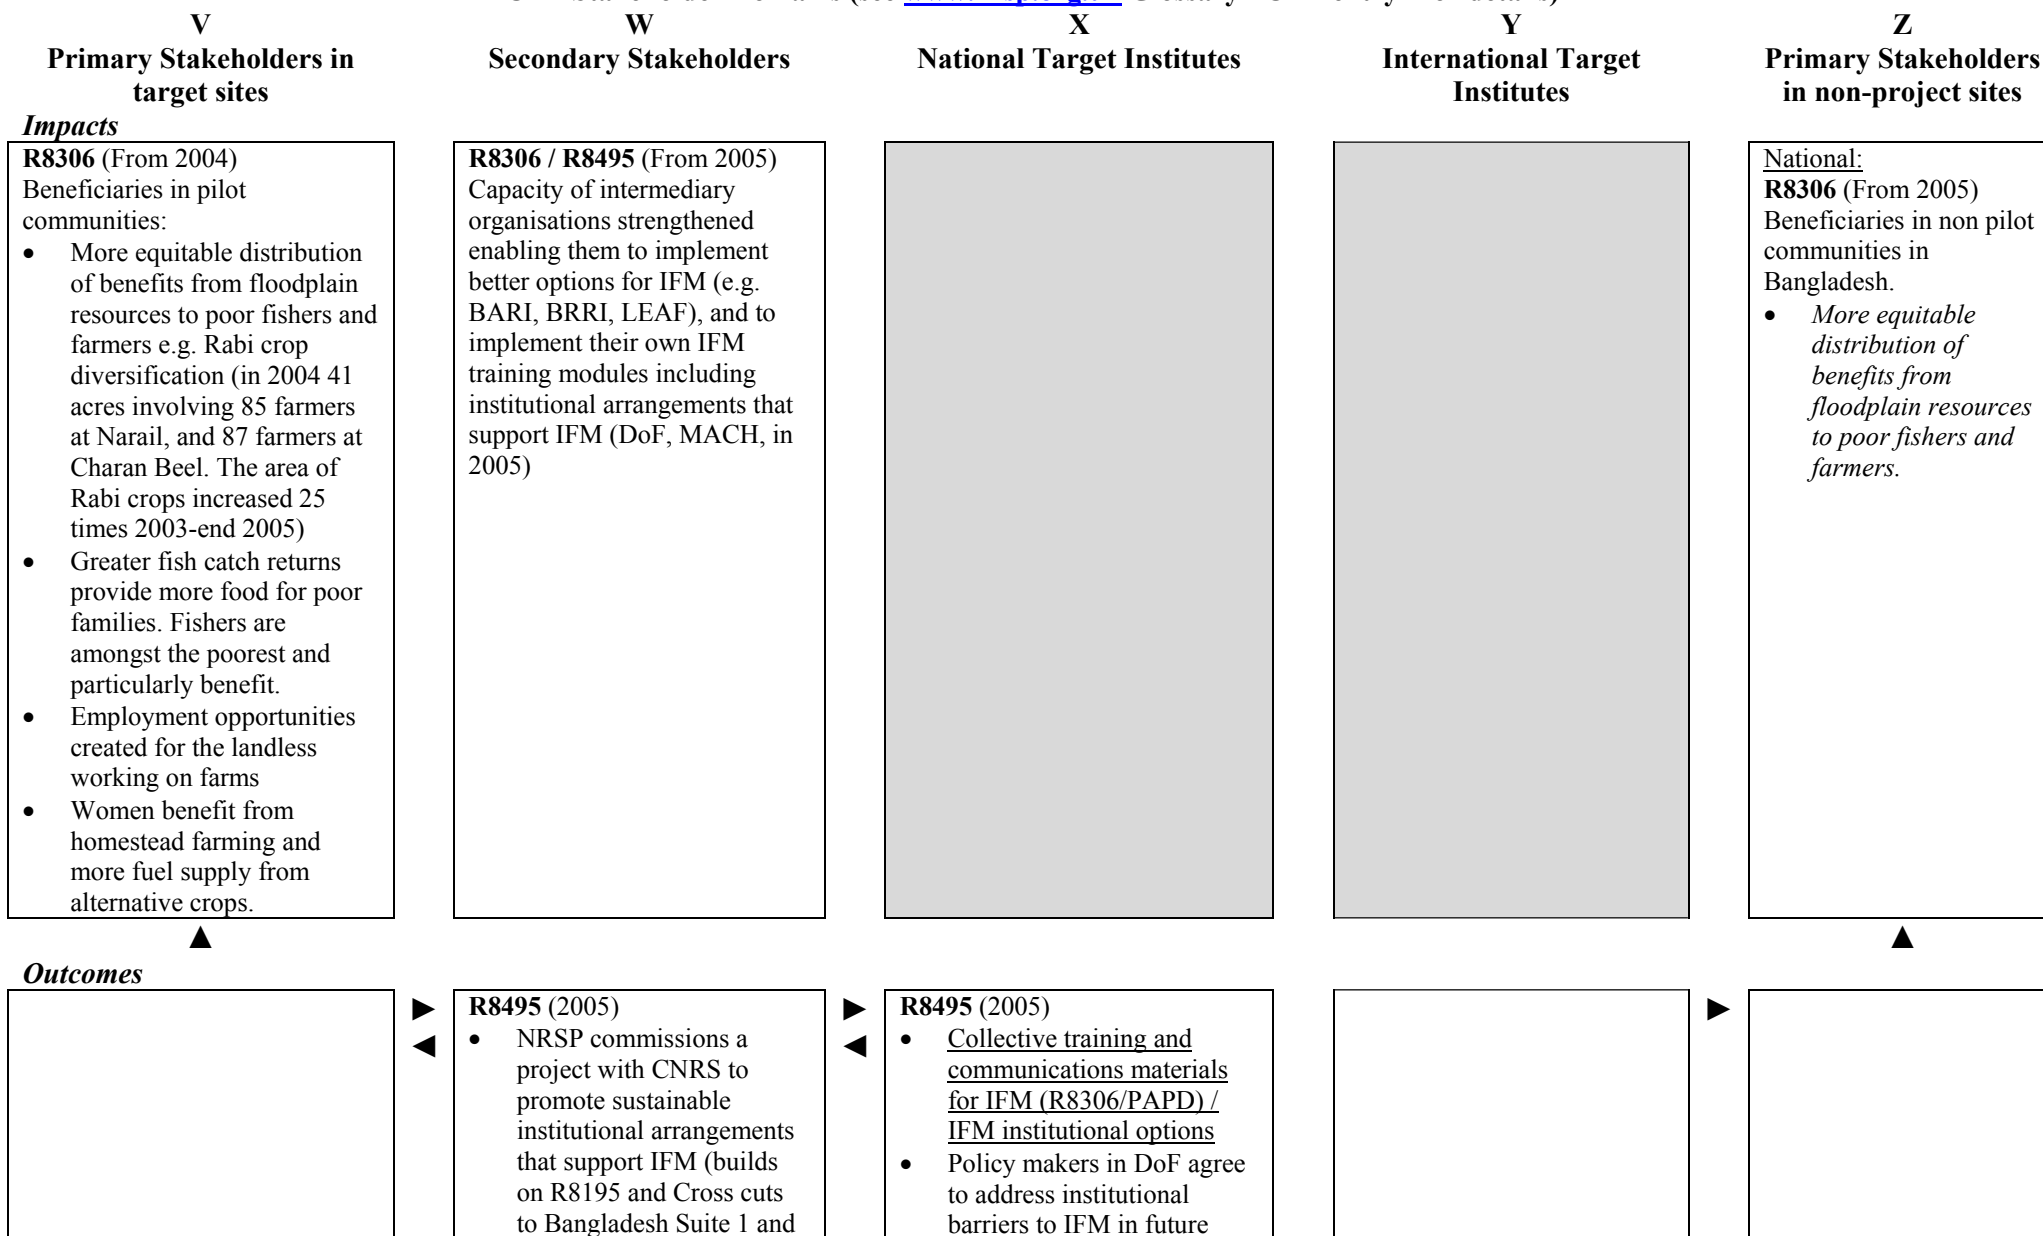 V
Primary Stakeholders in
target sites
W
Secondary Stakeholders
X
National Target Institutes
Y
International Target
Institutes
Z
Primary Stakeholders
in non-project sites
Impacts
R8306 (From 2004)
Beneficiaries in pilot
communities:
• More equitable distribution
of benefits from floodplain
resources to poor fishers and
farmers e.g. Rabi crop
diversification (in 2004 41
acres involving 85 farmers
at Narail, and 87 farmers at
Charan Beel. The area of
Rabi crops increased 25
times 2003-end 2005)
• Greater fish catch returns
provide more food for poor
families. Fishers are
amongst the poorest and
particularly benefit.
• Employment opportunities
created for the landless
working on farms
• Women benefit from
homestead farming and
more fuel supply from
alternative crops.
R8306 / R8495 (From 2005)
Capacity of intermediary
organisations strengthened
enabling them to implement
better options for IFM (e.g.
BARI, BRRI, LEAF), and to
implement their own IFM
training modules including
institutional arrangements that
support IFM (DoF, MACH, in
2005)
National:
R8306 (From 2005)
Beneficiaries in non pilot
communities in
Bangladesh.
• More equitable
distribution of
benefits from
floodplain resources
to poor fishers and
farmers.
▲
▲
Outcomes
►
◄
R8495 (2005)
• NRSP commissions a
project with CNRS to
promote sustainable
institutional arrangements
that support IFM (builds
on R8195 and Cross cuts
to Bangladesh Suite 1 and
►
◄
R8495 (2005)
• Collective training and
communications materials
for IFM (R8306/PAPD) /
IFM institutional options
• Policy makers in DoF agree
to address institutional
barriers to IFM in future
►